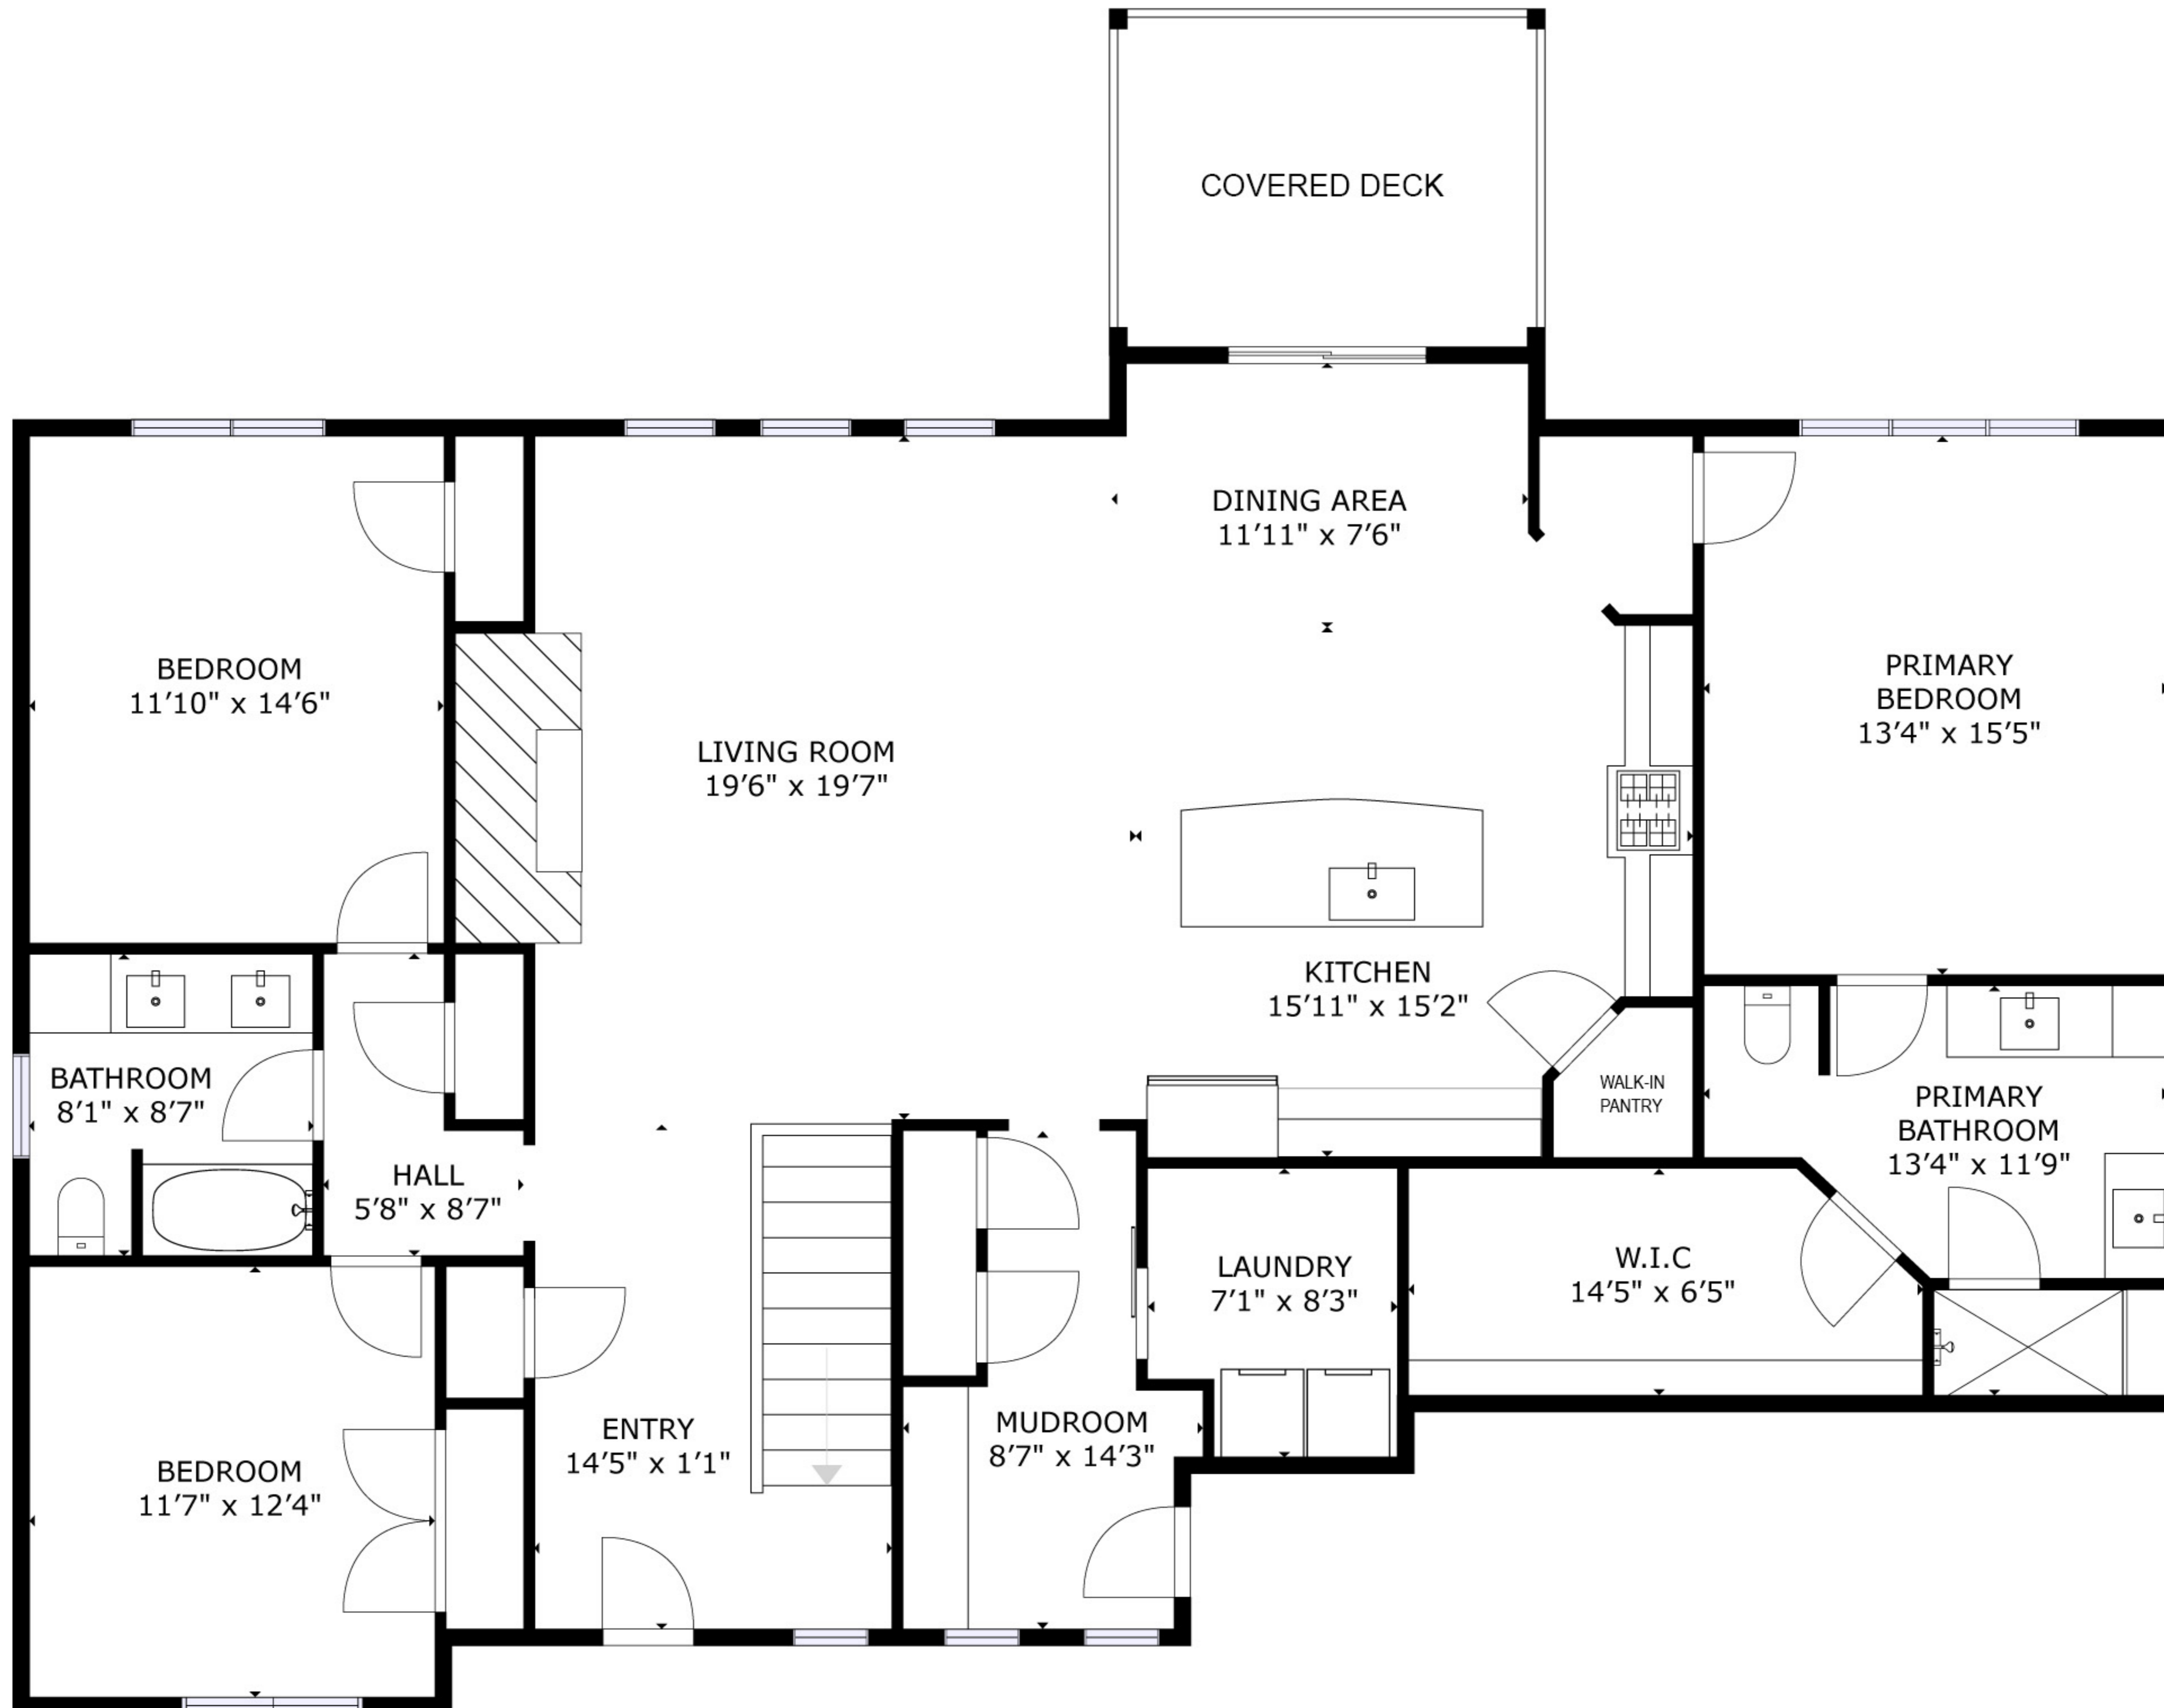 COVERED DECK
DINING AREA
11'11" x 7'6"
BEDROOM
11'10" x 14'6"
LIVING ROOM
19'6" x 19'7"
PRIMARY
BEDROOM
13'4" x 15'5"
KITCHEN
15'11" x 15'2"
BATHROOM
8'1" x 8'7"
WALK-IN
PANTRY
PRIMARY
BATHROOM
13'4" x 11'9"
HALL
5'8" x 8'7"
LAUNDRY
7'1" x 8'3"
W.I.C
14'5" x 6'5"
ENTRY
14'5" x 1'1"
MUDROOM
8'7" x 14'3"
BEDROOM
11'7" x 12'4"